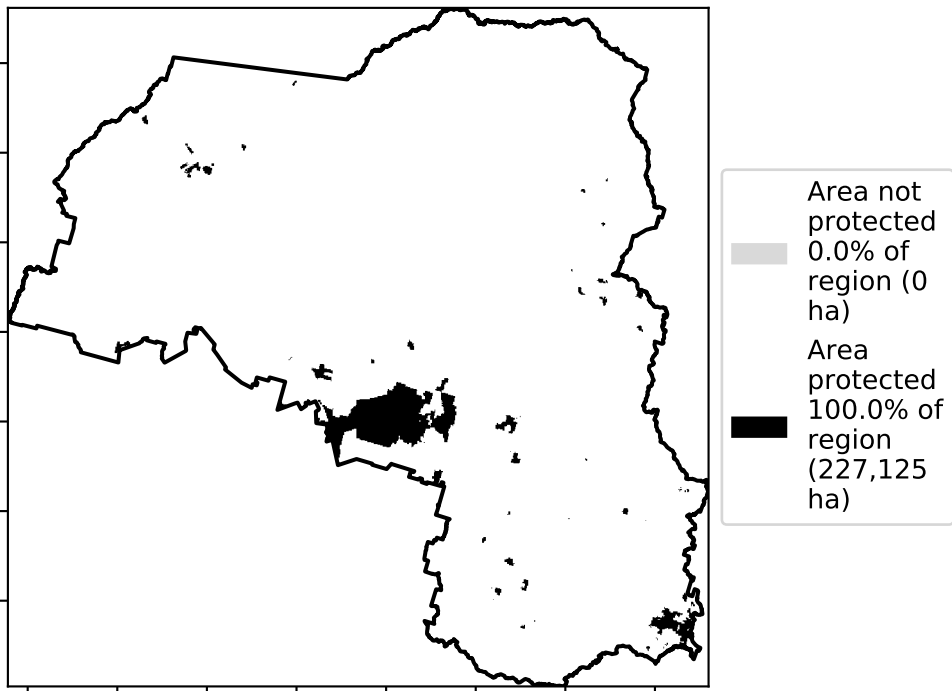 Area not
protected
0.0% of
region (0
ha)
Area
protected
100.0% of
region
(227,125
ha)